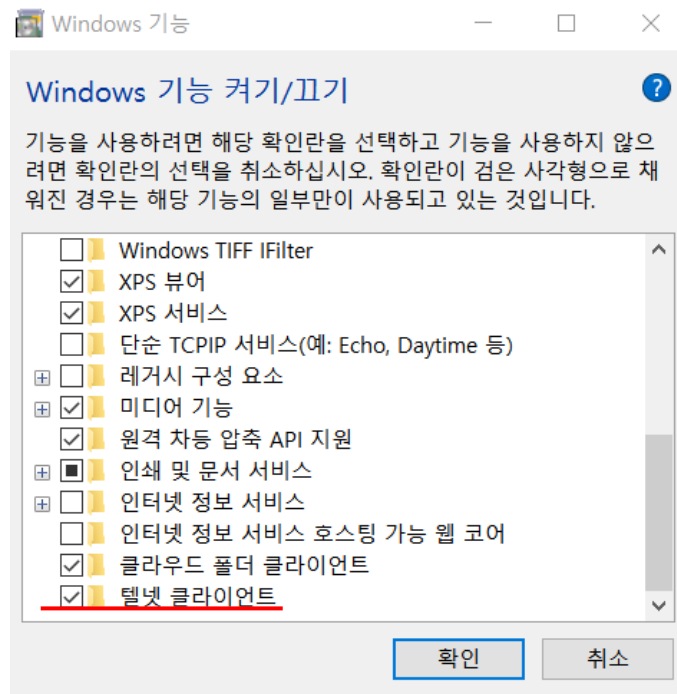 Windows 기능
Windows 기능 켜기/끄기
?
기능을 사용하려면 해당 확인란을 선택하고 기능을 사용하지 않으
려면 확인란의 선택을 취소하십시오. 확인란이 검은 사각형으로 채
워진 경우는 해당 기능의 일부만이 사용되고 있는 것입니다.
Windows TIFF IFilter
XPS 뷰어
XPS 서비스
단순 TCPIP 서비스(예: Echo, Daytime 등)
레거시 구성 요소
미디어 기능
원격 차등 압축 API 지원
인쇄 및 문서 서비스
인터넷 정보 서비스
인터넷 정보 서비스 호스팅 가능 웹 코어
클라우드 폴더 클라이언트
텔넷 클라이언트
확인 취소